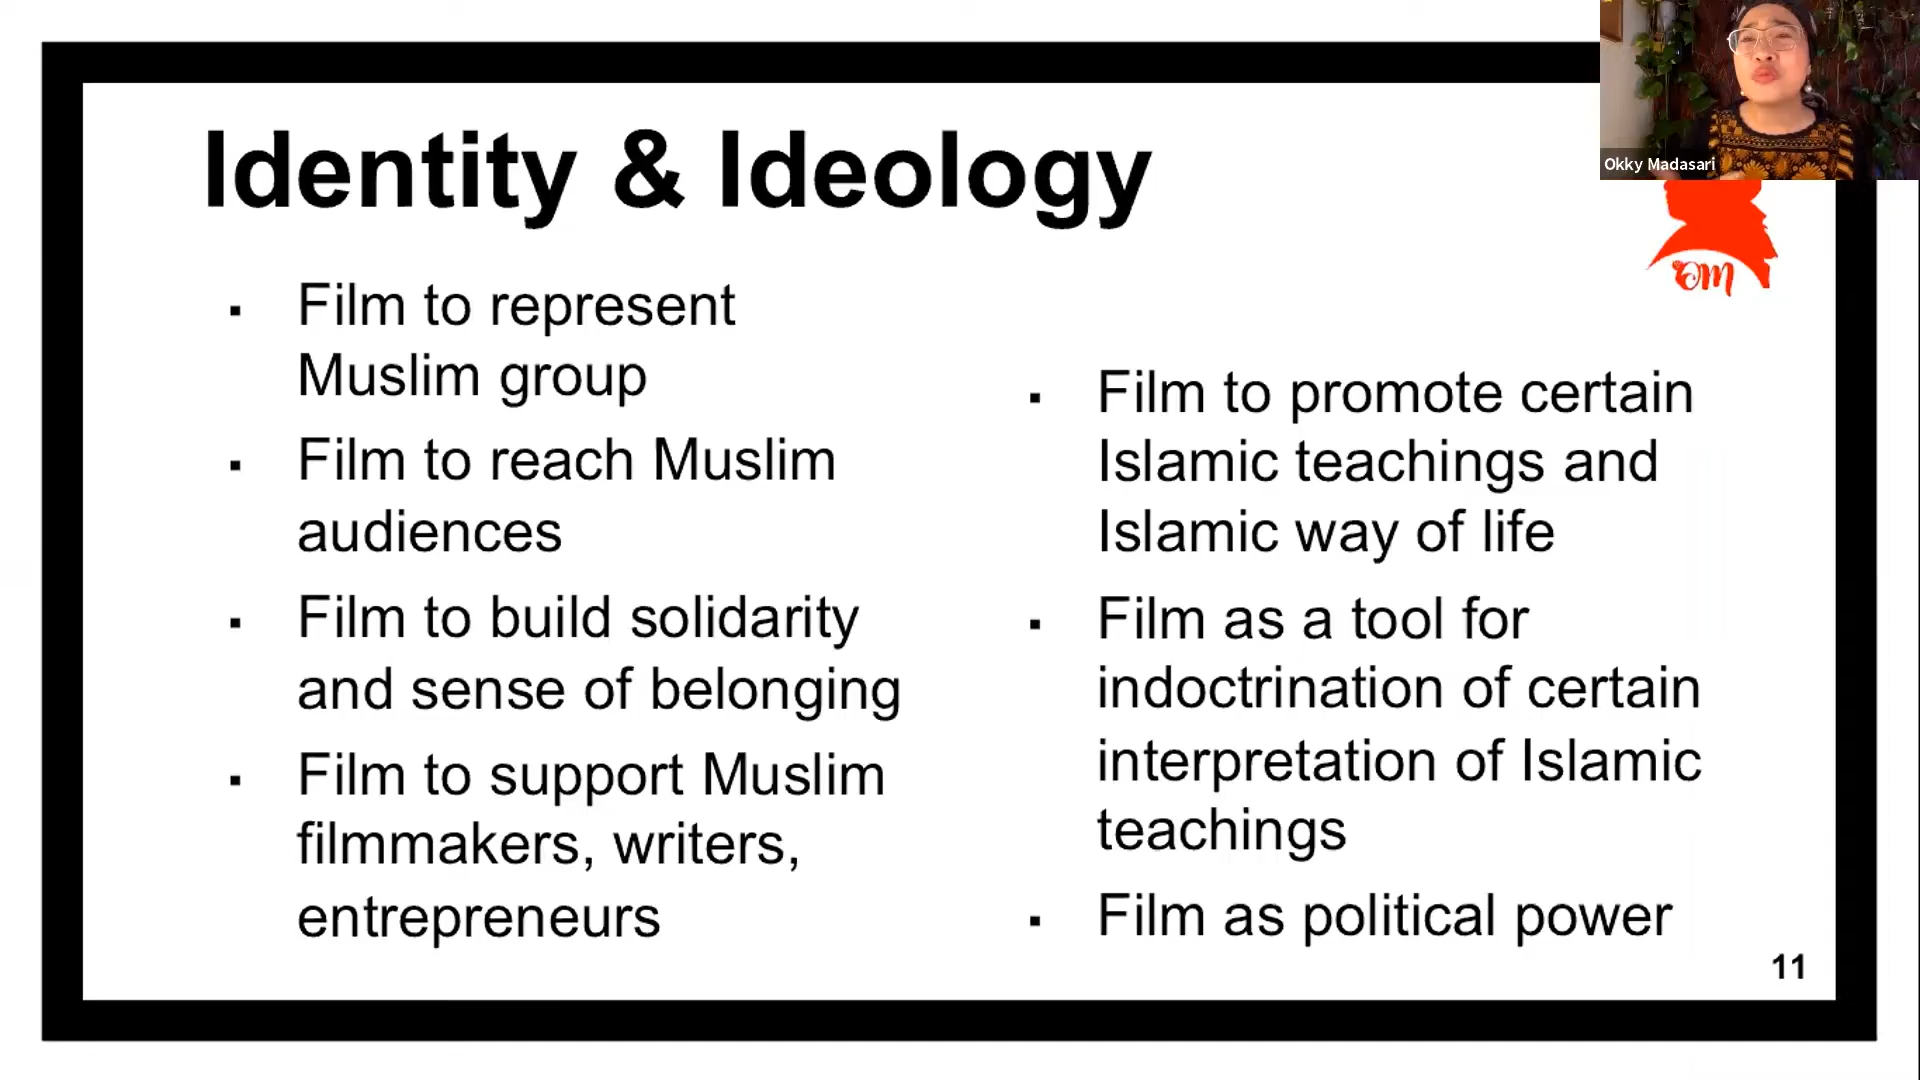 Identity & Ideology
▪ Film to represent
Muslim group
▪ Film to reach Muslim
audiences
▪ Film to build solidarity
and sense of belonging
▪ Film to support Muslim
filmmakers, writers,
entrepreneurs
▪ Film to promote certain
Islamic teachings and
Islamic way of life
▪ Film as a tool for
indoctrination of certain
interpretation of Islamic
teachings
▪ Film as political power
11
Okky Madasari
OM